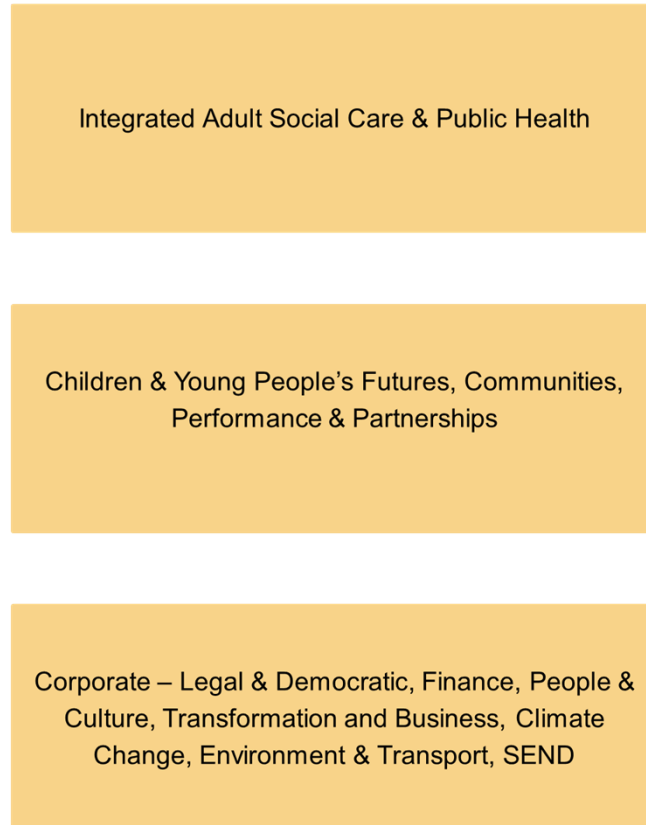 Integrated Adult Social Care & Public Health
Children & Young People’s Futures, Communities,
Performance & Partnerships
Corporate – Legal & Democratic, Finance, People &
Culture, Transformation and Business, Climate
Change, Environment & Transport, SEND